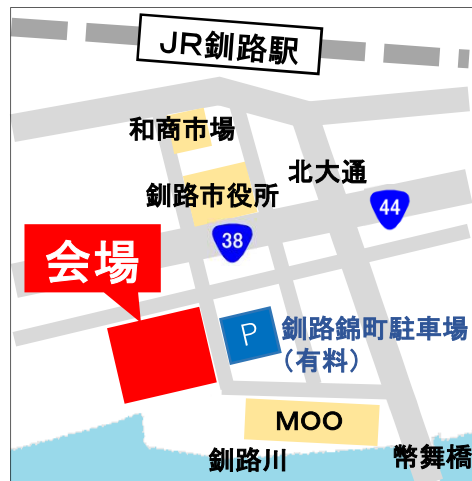 JR釧路駅
和商市場
北大通
釧路市役所
44
38
会場
P
釧路錦町駐車場
(有料)
MOO
釧路川
幣舞橋